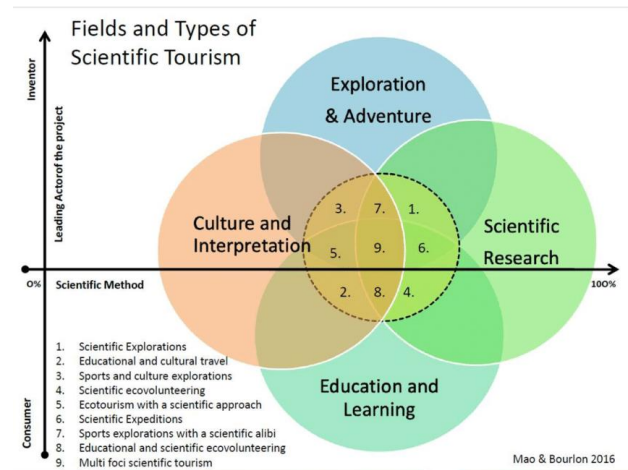 Fields and Types of
Scientific Tourism
Inventor
Leading Actorof the project
Consumer
Exploration
& Adventure
Culture and
Interpretation
Scientific
Research
Education and
Learning
3.
7.
1.
5.
9.
6.
2.
8.
4.
0%
Scientific Method
100%
1. Scientific Explorations
2. Educational and cultural travel
3. Sports and culture explorations
4. Scientific ecovolunteering
5. Ecotourism with a scientific approach
6. Scientific Expeditions
7. Sports explorations with a scientific alibi
8. Educational and scientific ecovolunteering
9. Multi foci scientific tourism
Mao & Bourlon 2016